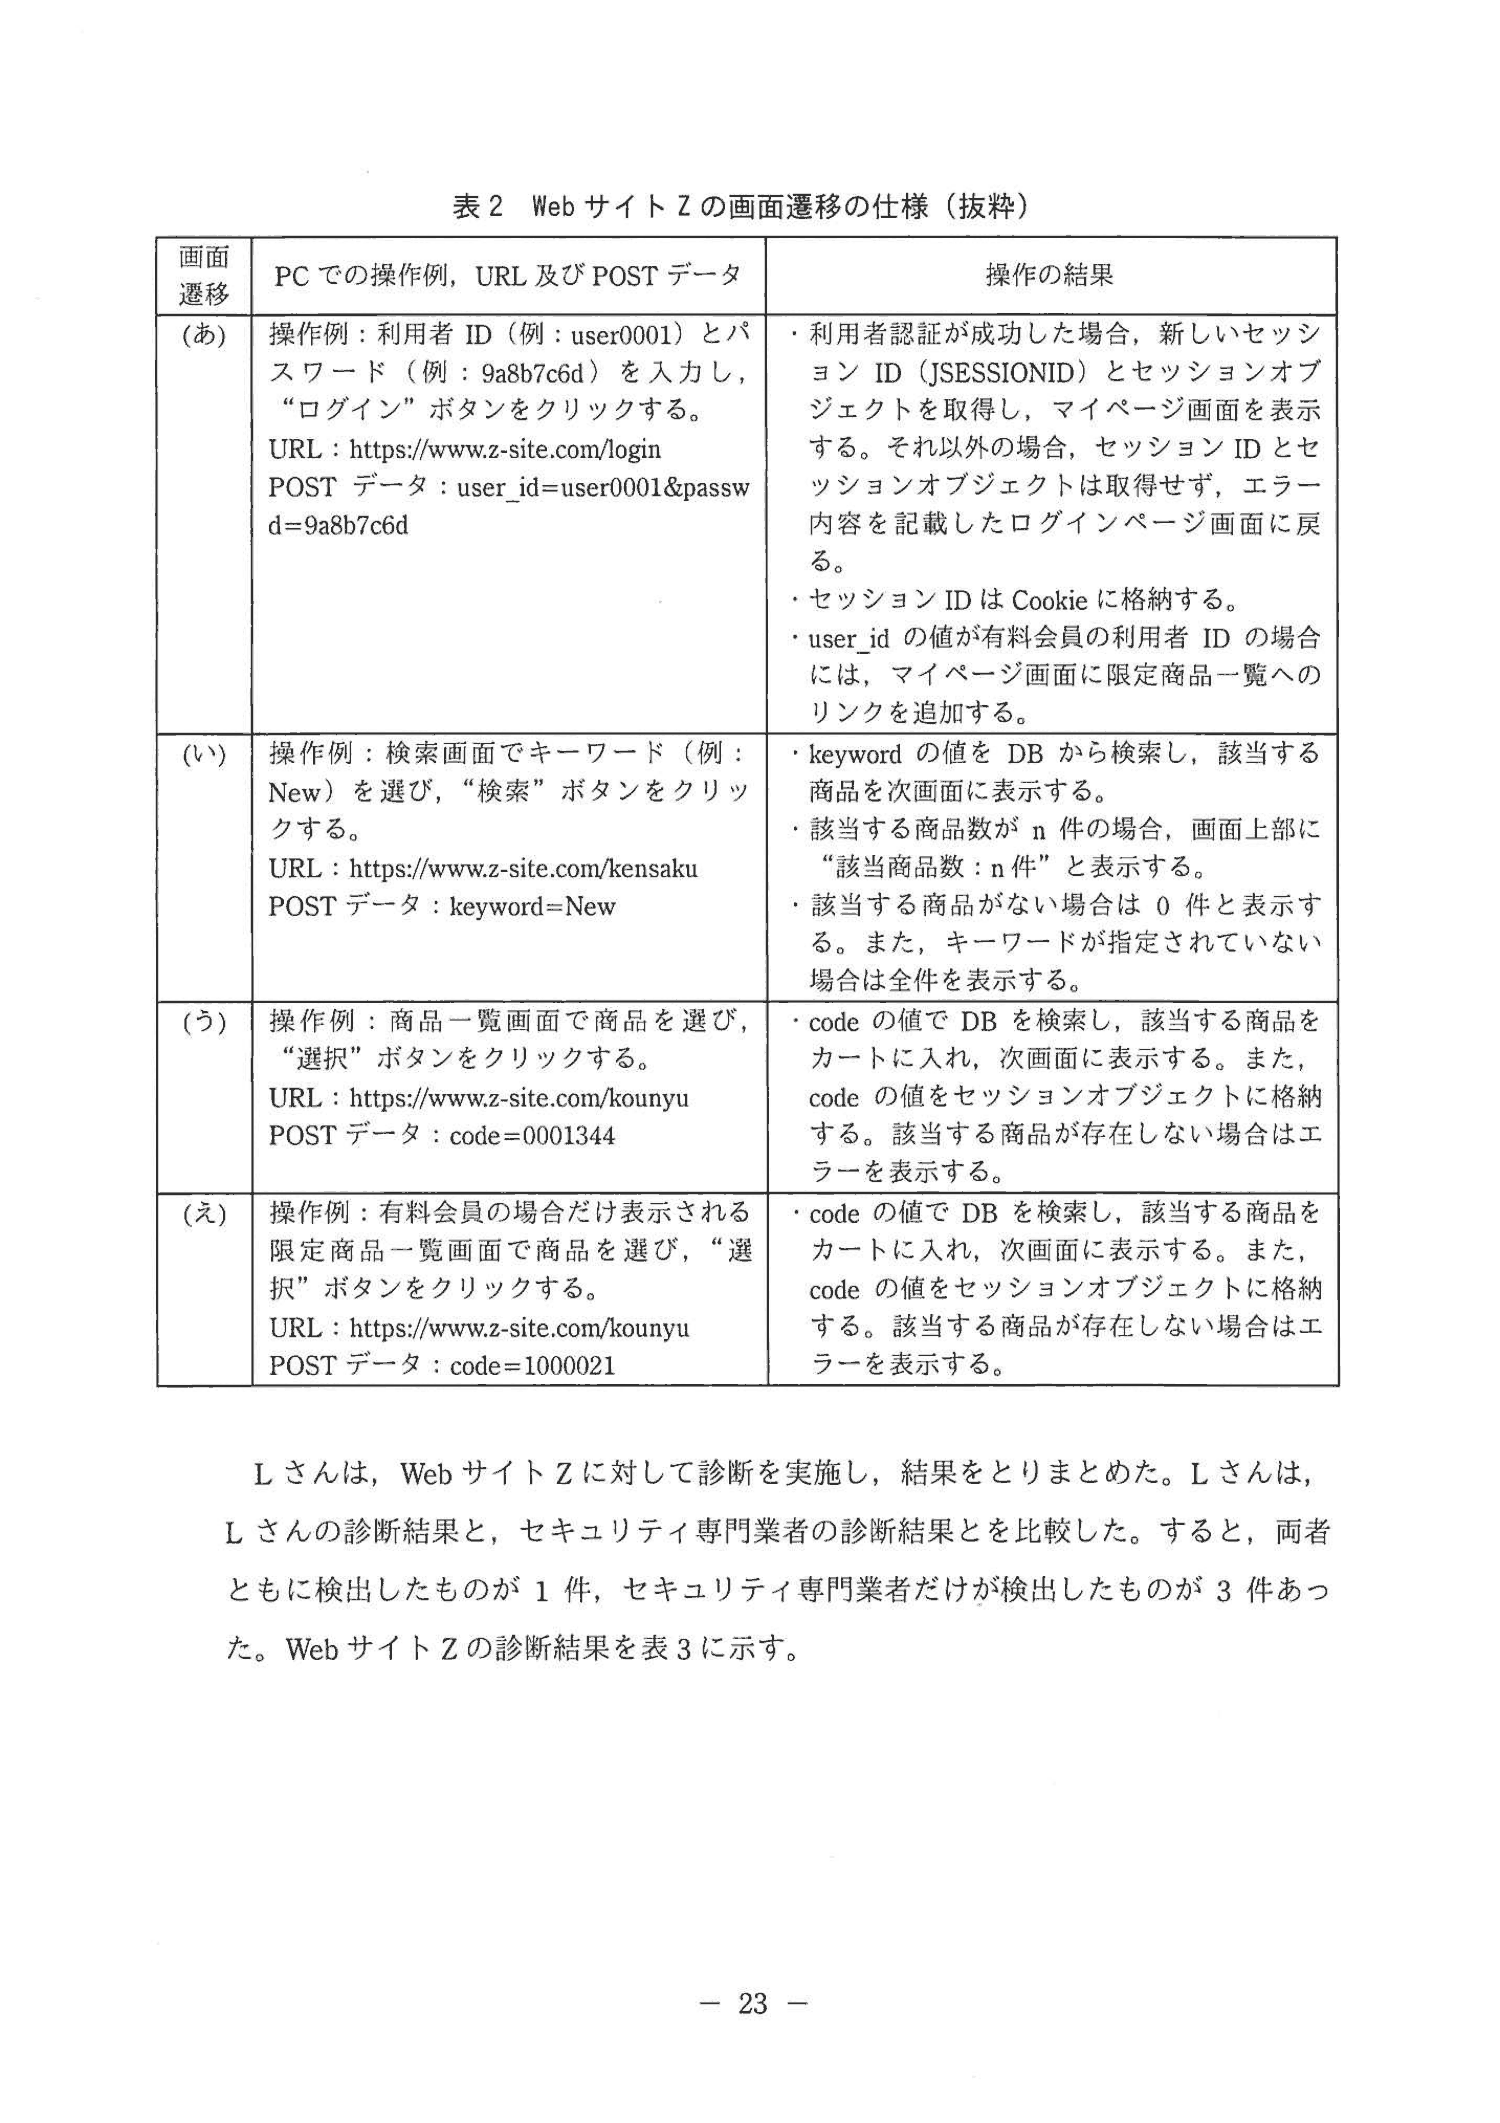 表2　Web サイト Z の画面遷移の仕様（抜粋）
画面
遷移
PC での操作例，URL 及び POST データ
操作の結果
(あ)
操作例：利用者 ID（例：user0001）とパ
スワード（例：9a8b7c6d）を入力し，
“ログイン”ボタンをクリックする。
URL：https://www.z-site.com/login
POST データ：user_id=user0001&passw
d=9a8b7c6d
・利用者認証が成功した場合，新しいセッシ
ョン ID（JSESSIONID）とセッションオブ
ジェクトを取得し，マイページ画面を表示
する。それ以外の場合，セッション ID とセ
ッションオブジェクトは取得せず，エラー
内容を記載したログインページ画面に戻
る。
・セッション ID は Cookie に格納する。
・user_id の値が有料会員の利用者 ID の場合
には，マイページ画面に限定商品一覧への
リンクを追加する。
(い)
操作例：検索画面でキーワード（例：
New）を選び，“検索”ボタンをクリッ
クする。
URL：https://www.z-site.com/kensaku
POST データ：keyword=New
・keyword の値を DB から検索し，該当する
商品を次画面に表示する。
・該当する商品数が n 件の場合，画面上部に
“該当商品数：n 件”と表示する。
・該当する商品がない場合は 0 件と表示す
る。また，キーワードが指定されていない
場合は全件を表示する。
(う)
操作例：商品一覧画面で商品を選び，
“選択”ボタンをクリックする。
URL：https://www.z-site.com/kounyu
POST データ：code=0001344
・code の値で DB を検索し，該当する商品を
カートに入れ，次画面に表示する。また，
code の値をセッションオブジェクトに格納
する。該当する商品が存在しない場合はエ
ラーを表示する。
(え)
操作例：有料会員の場合だけ表示される
限定商品一覧画面で商品を選び，“選
択”ボタンをクリックする。
URL：https://www.z-site.com/kounyu
POST データ：code=1000021
・code の値で DB を検索し，該当する商品を
カートに入れ，次画面に表示する。また，
code の値をセッションオブジェクトに格納
する。該当する商品が存在しない場合はエ
ラーを表示する。
L さんは，Web サイト Z に対して診断を実施し，結果をとりまとめた。L さんは，
L さんの診断結果と，セキュリティ専門業者の診断結果とを比較した。すると，両者
ともに検出したものが 1 件，セキュリティ専門業者だけが検出したものが 3 件あっ
た。Web サイト Z の診断結果を表 3 に示す。
－ 23 －